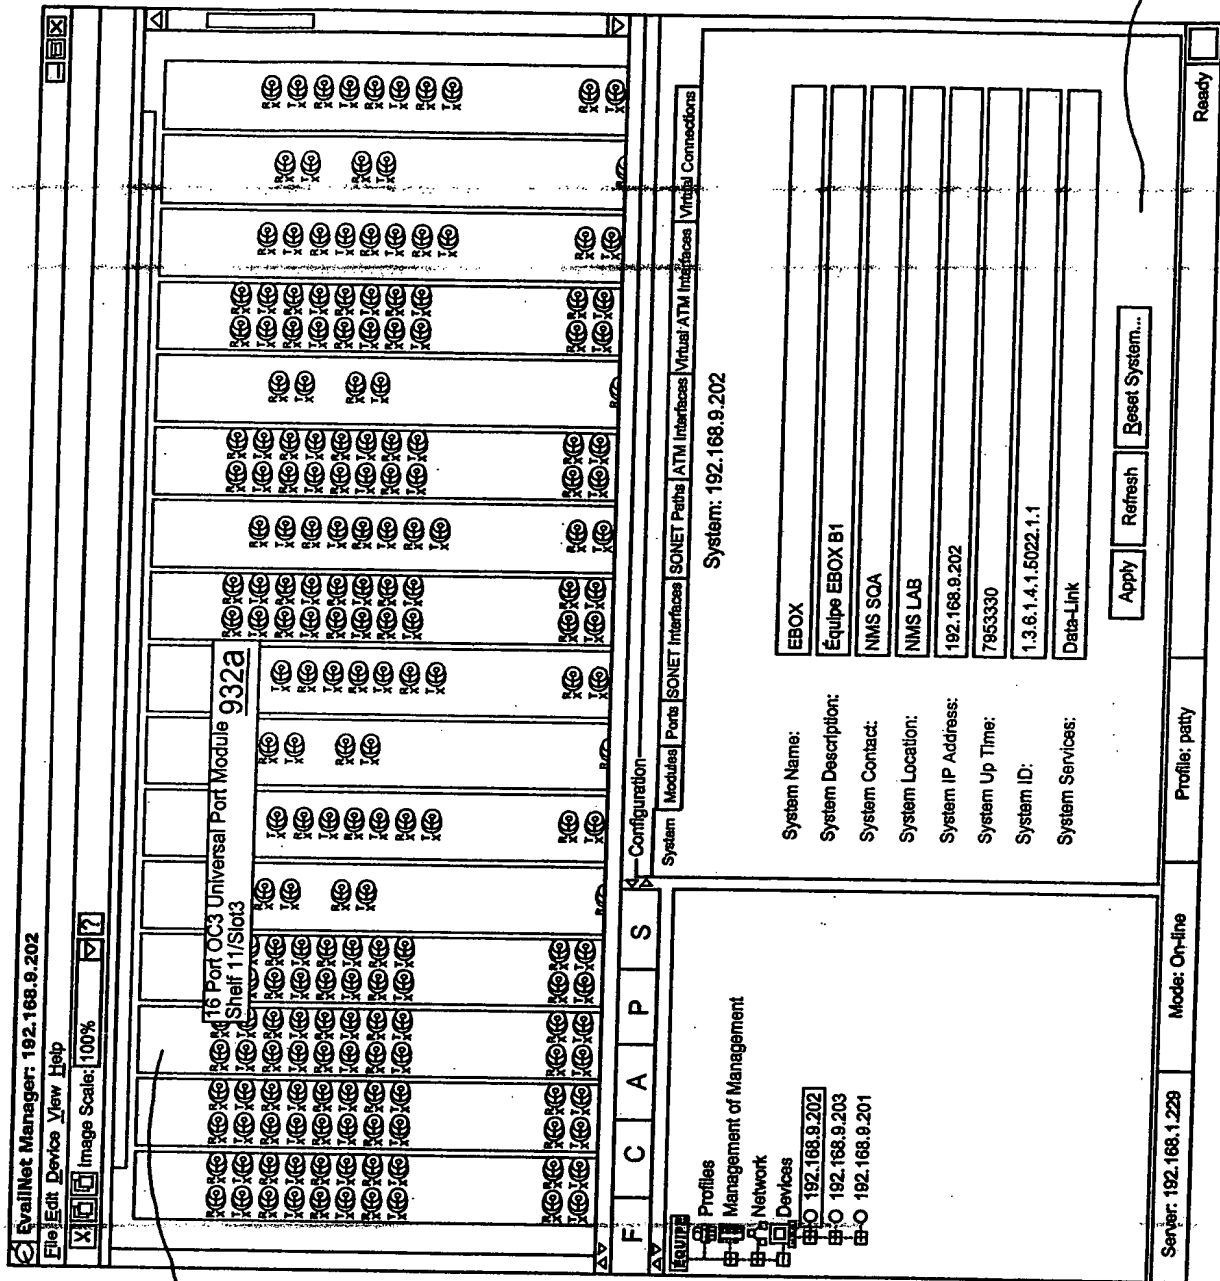 EvailNet Manager: 192.168.9.202
File Edit Device View Help
X Image Scale: 100% ?
16 Port OC3 Universal Port Module 932a
Shelf 11/Slot3
F C A P S
Configuration
System Modules Ports SONET Interfaces SONET Paths ATM Interfaces Virtual ATM Interfaces Virtual Connections
ÉQUIPE
Profiles
Management of Management
Network
Devices
192.168.9.202
192.168.9.203
192.168.9.201
System: 192.168.9.202
System Name: EBOX
System Description: Équipe EBOX B1
System Contact: NMS SQA
System Location: NMS LAB
System IP Address: 192.168.9.202
System Up Time: 7953330
System ID: 1.3.6.1.4.1.5022.1.1
System Services: Data-Link
Apply Refresh Reset System...
Server: 192.168.1.229 Mode: On-line Profile: patty Ready